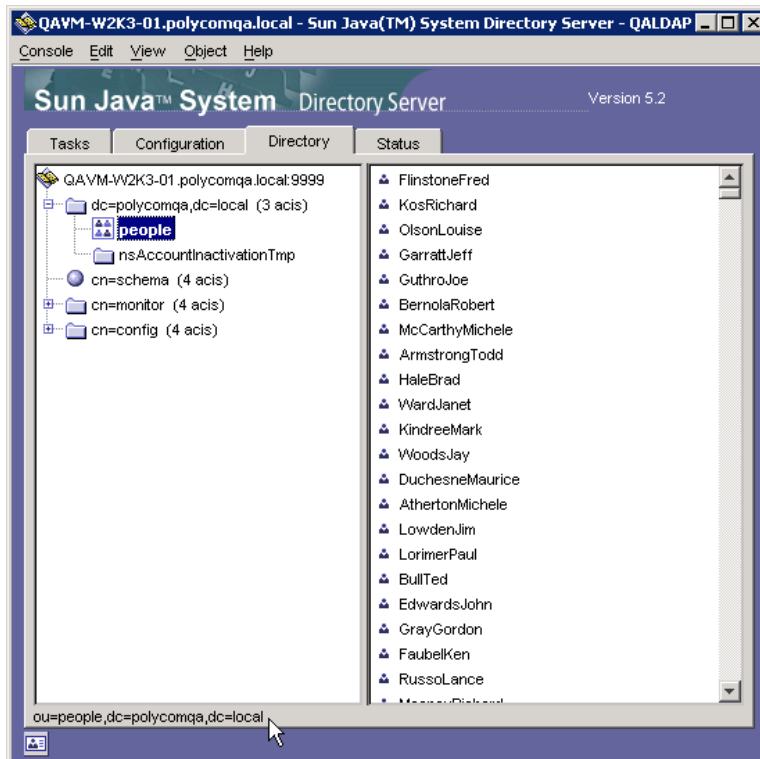 QAVM-W2K3-01.polycomqa.local - Sun Java(TM) System Directory Server - QALDAP
Console Edit View Object Help
Sun Java™ System Directory Server
Version 5.2
Tasks Configuration Directory Status
QAVM-W2K3-01.polycomqa.local:9999
dc=polycomqa,dc=local (3 acis)
people
nsAccountInactivationTmp
cn=schema (4 acis)
cn=monitor (4 acis)
cn=config (4 acis)
FlinstoneFred
KosRichard
OlsonLouise
GarrattJeff
GuthroJoe
BernolaRobert
McCarthyMichele
ArmstrongTodd
HaleBrad
WardJanet
KindreeMark
WoodsJay
DuchesneMaurice
AthertonMichele
LowdenJim
LorimerPaul
BullTed
EdwardsJohn
GrayGordon
FaubelKen
RussoLance
ou=people,dc=polycomqa,dc=local